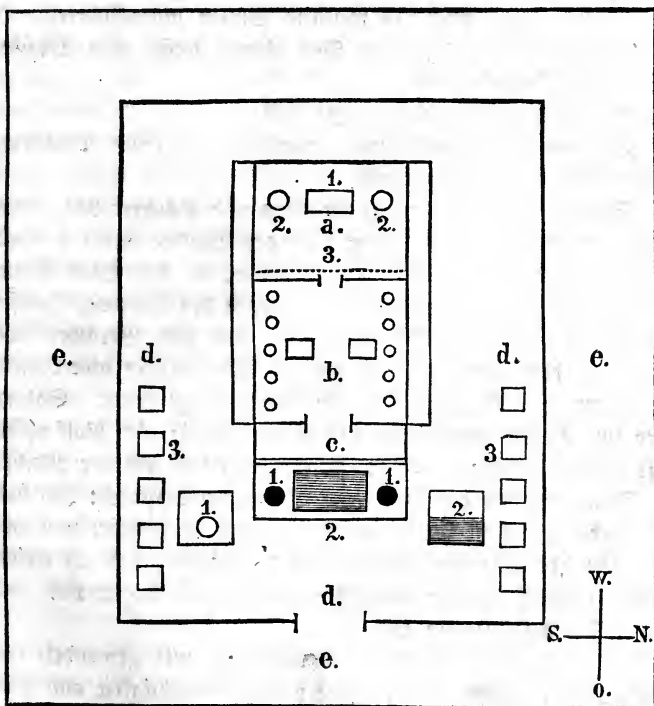 1.
2. 2.
a.
3.
e. d. d. e.
b.
3. 3
c.
1. 1.
1. 2.
2.
d.
W.
S. N.
e.
O.